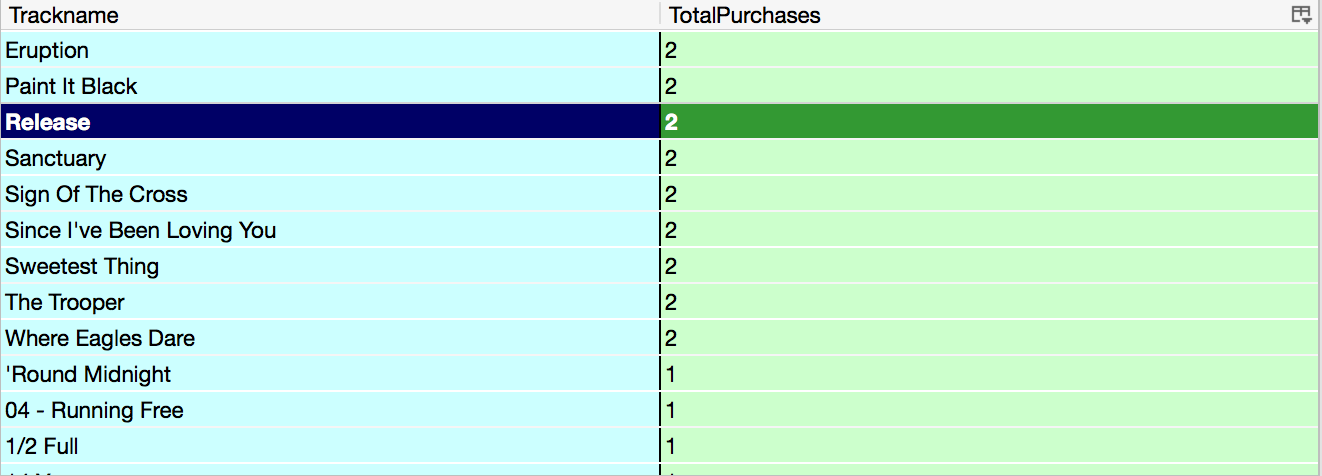 Trackname TotalPurchases
Eruption 2
Paint It Black 2
Release 2
Sanctuary 2
Sign Of The Cross 2
Since I've Been Loving You 2
Sweetest Thing 2
The Trooper 2
Where Eagles Dare 2
'Round Midnight 1
04 - Running Free 1
1/2 Full 1